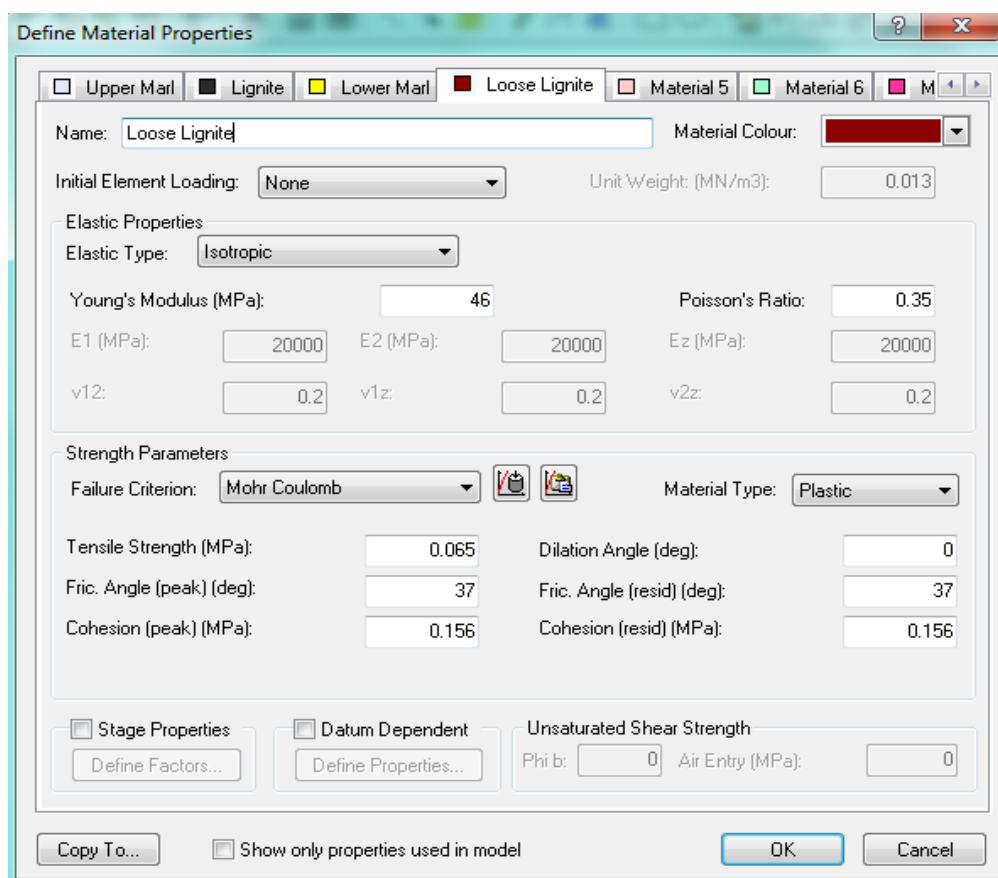 Define Material Properties
Upper Marl Lignite Lower Marl Loose Lignite Material 5 Material 6 M
Name: Loose Lignite Material Colour:
Initial Element Loading: None Unit Weight: (MN/m3): 0.013
Elastic Properties
Elastic Type: Isotropic
Young's Modulus (MPa): 46 Poisson's Ratio: 0.35
E1 (MPa): 20000 E2 (MPa): 20000 Ez (MPa): 20000
v12: 0.2 v1z: 0.2 v2z: 0.2
Strength Parameters
Failure Criterion: Mohr Coulomb Material Type: Plastic
Tensile Strength (MPa): 0.065 Dilation Angle (deg): 0
Fric. Angle (peak) (deg): 37 Fric. Angle (resid) (deg): 37
Cohesion (peak) (MPa): 0.156 Cohesion (resid) (MPa): 0.156
Stage Properties Datum Dependent Unsaturated Shear Strength
Define Factors... Define Properties... Phi b: 0 Air Entry (MPa): 0
Copy To... Show only properties used in model OK Cancel